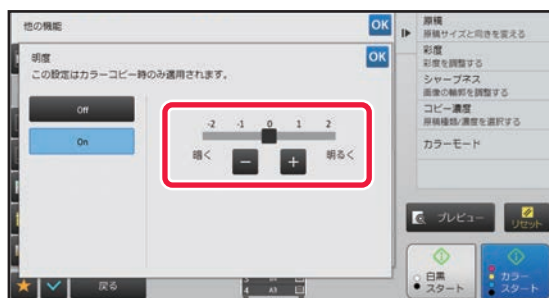 他の機能
OK
明度
OK
この設定はカラーコピー時のみ適用されます。
Off
On
-2 -1 0 1 2
暗く
−
+
明るく
原稿
原稿サイズと向きを変える
彩度
彩度を調整する
シャープネス
画像の輪郭を調整する
コピー濃度
原稿種類/濃度を選択する
カラーモード
プレビュー
リセット
白黒
スタート
カラー
スタート
戻る
4 A3